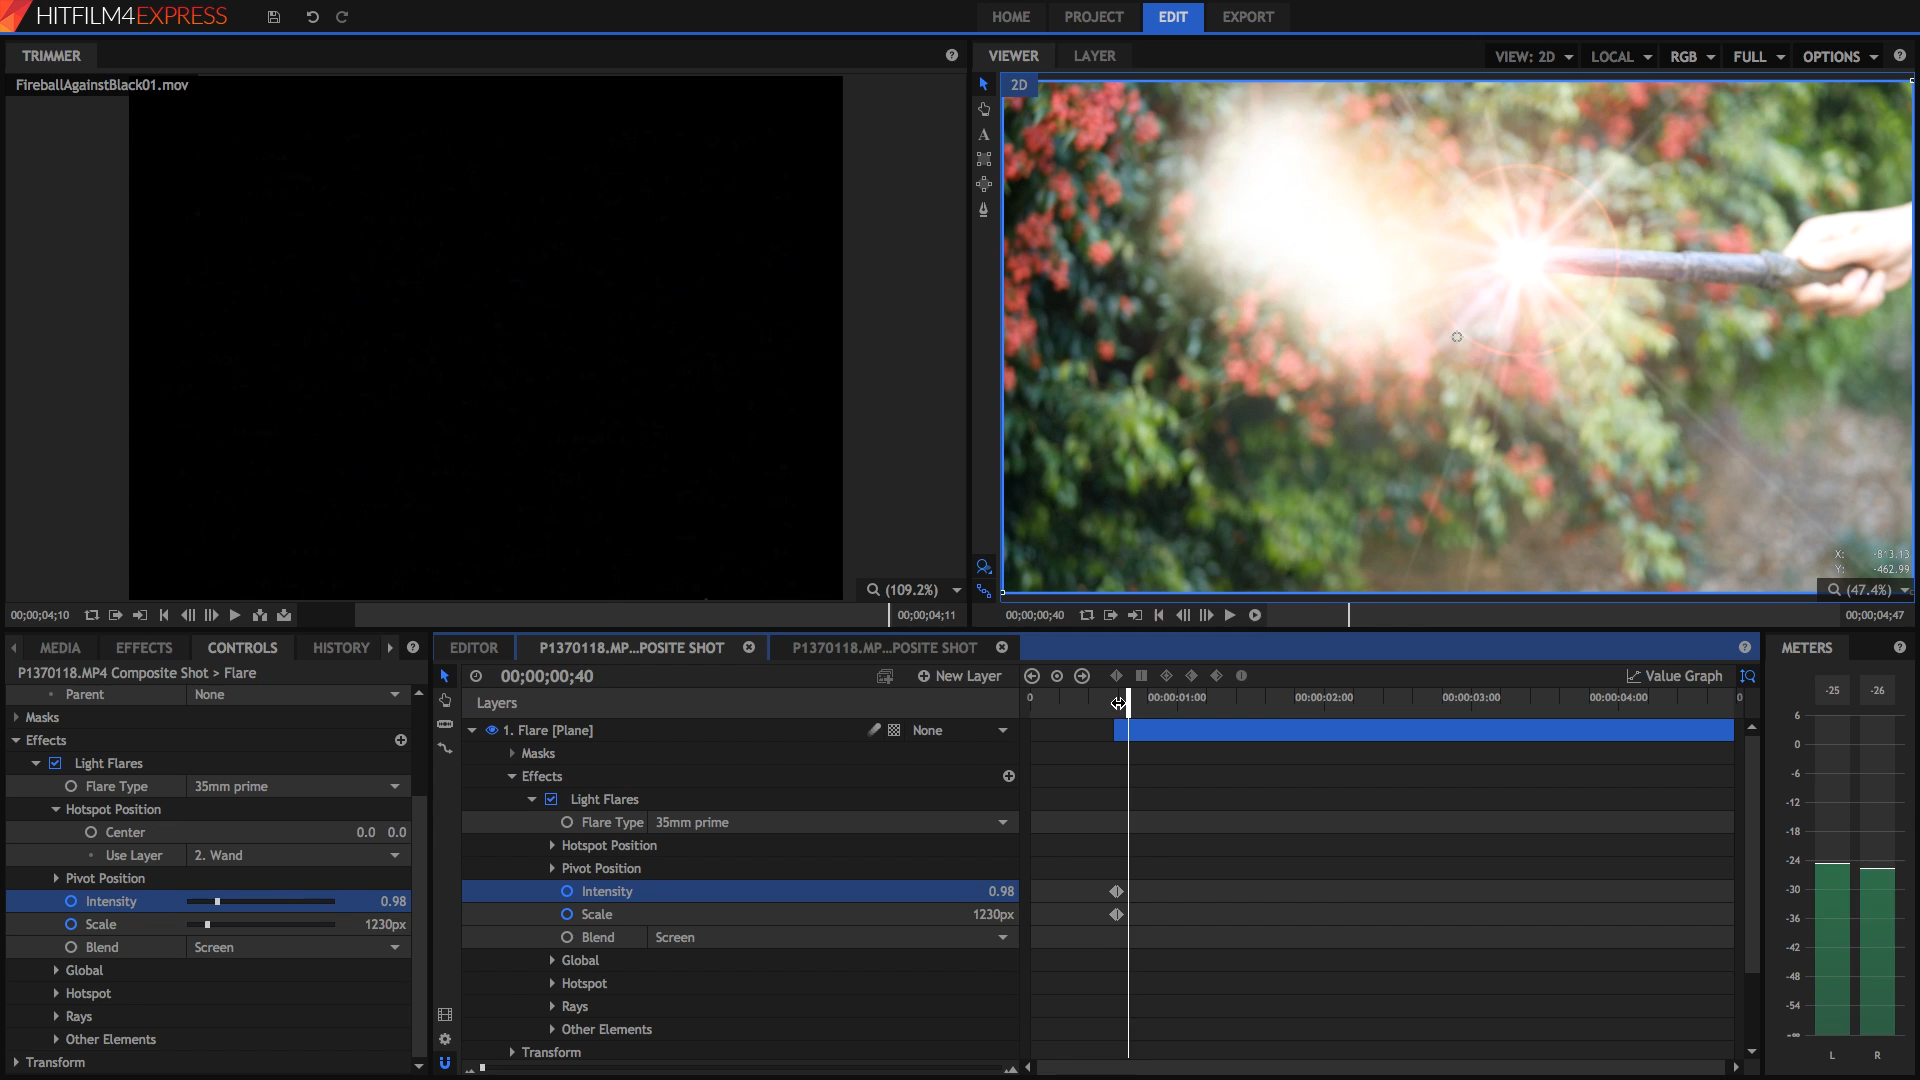 HITFILM4EXPRESS
HOME PROJECT EDIT EXPORT
TRIMMER
FireballAgainstBlack01.mov
(109.2%)
00;00;04;10
00;00;04;11
VIEWER LAYER
VIEW: 2D LOCAL RGB FULL OPTIONS
2D
A
X: -813.13
Y: -462.99
(47.4%)
00;00;00;40
00;00;04;47
MEDIA EFFECTS CONTROLS HISTORY
P1370118.MP4 Composite Shot > Flare
Parent None
Masks
Effects
Light Flares
Flare Type 35mm prime
Hotspot Position
Center 0.0 0.0
Use Layer 2. Wand
Pivot Position
Intensity 0.98
Scale 1230px
Blend Screen
Global
Hotspot
Rays
Other Elements
Transform
EDITOR P1370118.MP...POSITE SHOT P1370118.MP...POSITE SHOT
00;00;00;40 New Layer Value Graph
Layers
0 00:00:01:00 00:00:02:00 00:00:03:00 00:00:04:00 0
1. Flare [Plane] None
Masks
Effects
Light Flares
Flare Type 35mm prime
Hotspot Position
Pivot Position
Intensity 0.98
Scale 1230px
Blend Screen
Global
Hotspot
Rays
Other Elements
Transform
METERS
-25 -26
6
0
-6
-12
-18
-24
-30
-36
-42
-48
-54
-∞
L R